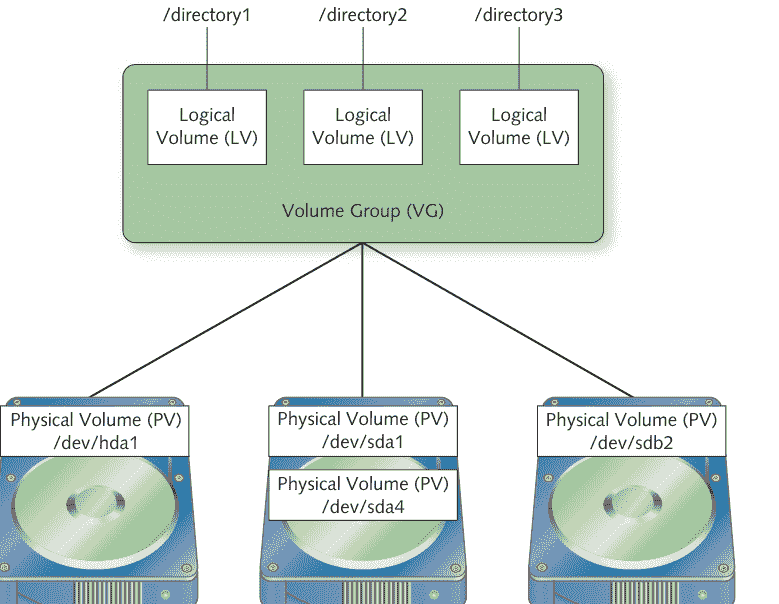 /directory1
/directory2
/directory3
Logical
Volume (LV)
Logical
Volume (LV)
Logical
Volume (LV)
Volume Group (VG)
Physical Volume (PV)
/dev/hda1
Physical Volume (PV)
/dev/sda1
Physical Volume (PV)
/dev/sda4
Physical Volume (PV)
/dev/sdb2